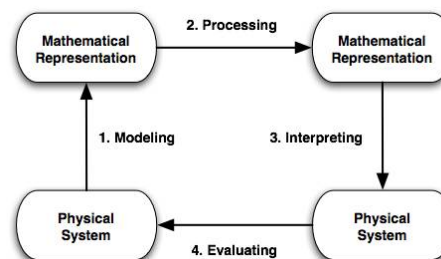 2. Processing
Mathematical
Representation
Mathematical
Representation
1. Modeling
3. Interpreting
Physical
System
Physical
System
4. Evaluating